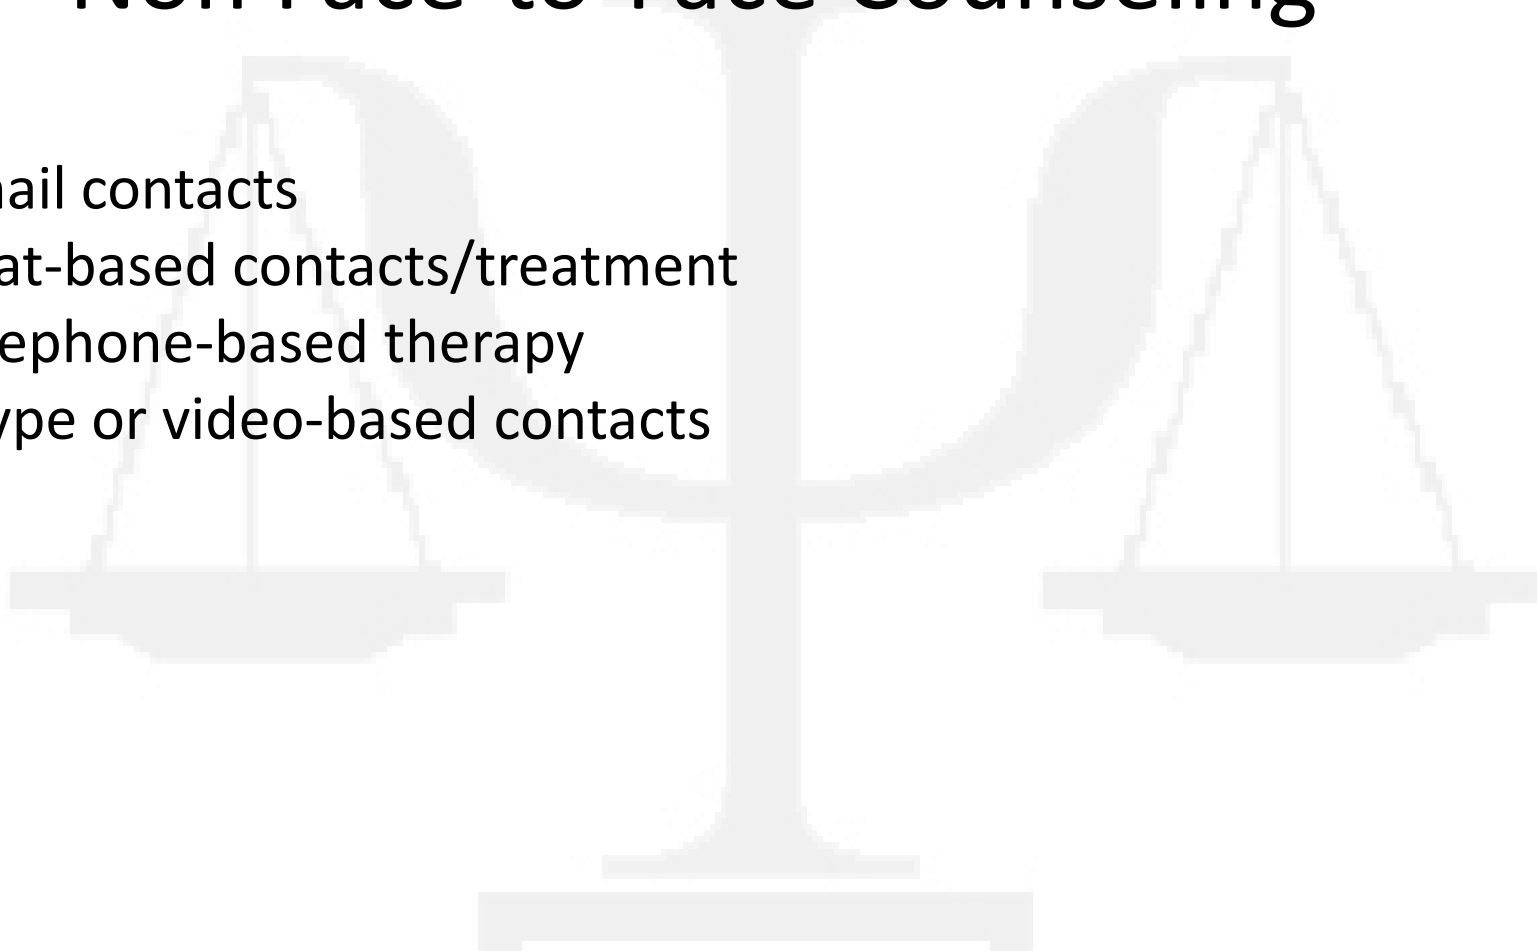 Non Face-to-Face Counseling
ail contacts
at-based contacts/treatment
ephone-based therapy
ype or video-based contacts